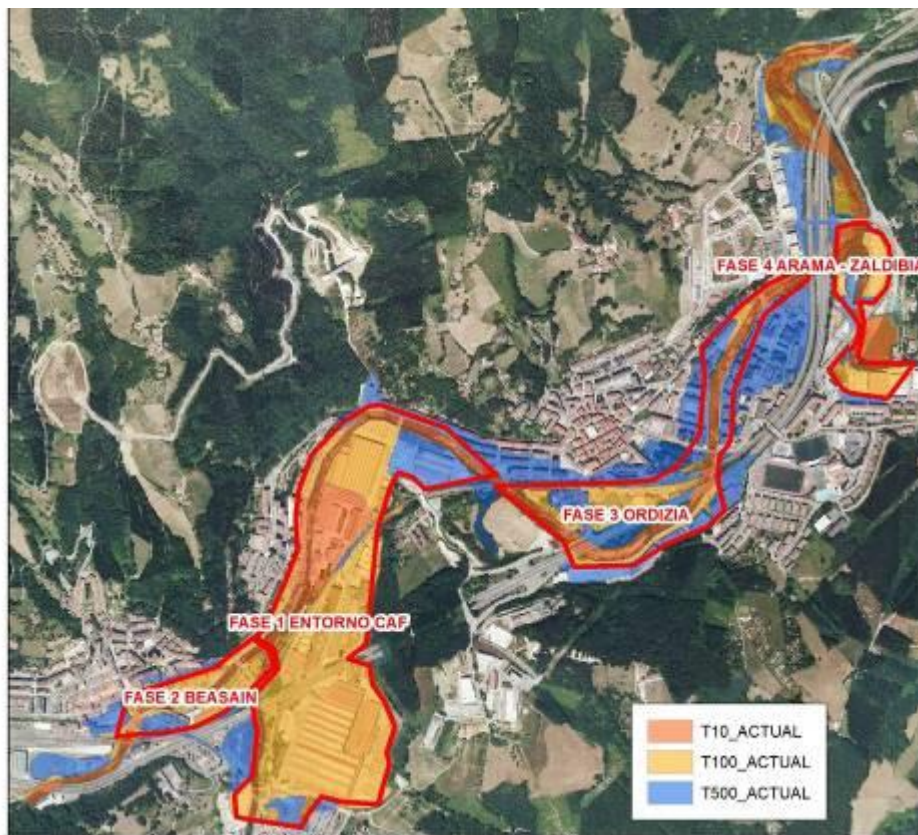 FASE 4 ARAMA - ZALDIBIA
FASE 3 ORDIZIA
FASE 1 ENTORNO CAF
FASE 2 BEASAIN
T10_ACTUAL
T100_ACTUAL
T500_ACTUAL